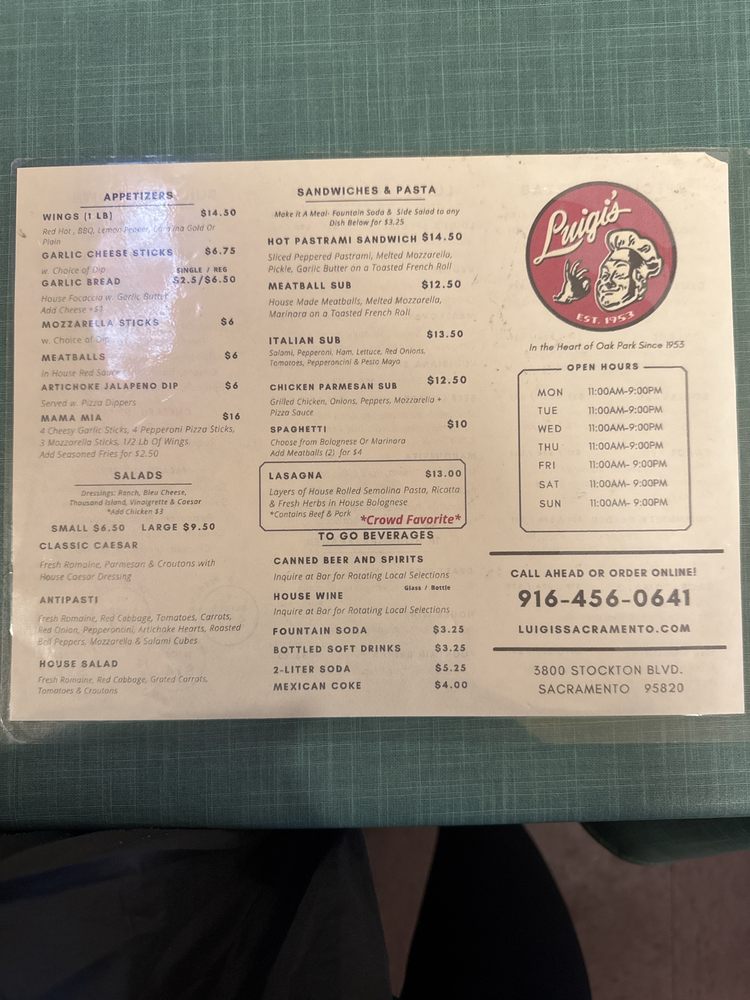 APPETIZERS
WINGS (1 LB) $14.50
Red Hot, BBQ, Lemon Pepper, Carolina Gold Or
Plain
GARLIC CHEESE STICKS $6.75
w. Choice of Dip
SINGLE / REG
GARLIC BREAD $2.5/$6.50
House Focaccia w. Garlic Butter
Add Cheese +$1
MOZZARELLA STICKS $6
w. Choice of Dip
MEATBALLS $6
In House Red Sauce
ARTICHOKE JALAPENO DIP $6
Served w. Pizza Dippers
MAMA MIA $16
4 Cheesy Garlic Sticks, 4 Pepperoni Pizza Sticks,
3 Mozzarella Sticks, 1/2 Lb Of Wings
Add Seasoned Fries for $2.50
SALADS
Dressings: Ranch, Bleu Cheese,
Thousand Island, Vinaigrette & Caesar
*Add Chicken $3
SMALL $6.50 LARGE $9.50
CLASSIC CAESAR
Fresh Romaine, Parmesan & Croutons with
House Caesar Dressing
ANTIPASTI
Fresh Romaine, Red Cabbage, Tomatoes, Carrots,
Red Onion, Pepperoncini, Artichoke Hearts, Roasted
Bell Peppers, Mozzarella & Salami Cubes
HOUSE SALAD
Fresh Romaine, Red Cabbage, Grated Carrots,
Tomatoes & Croutons
SANDWICHES & PASTA
Make It A Meal- Fountain Soda & Side Salad to any
Dish Below for $3.25
HOT PASTRAMI SANDWICH $14.50
Sliced Peppered Pastrami, Melted Mozzarella,
Pickle, Garlic Butter on a Toasted French Roll
MEATBALL SUB $12.50
House Made Meatballs, Melted Mozzarella,
Marinara on Toasted French Roll
ITALIAN SUB $13.50
Salami, Pepperoni, Ham, Lettuce, Red Onions,
Tomatoes, Pepperoncini & Pesto Mayo
CHICKEN PARMESAN SUB $12.50
Grilled Chicken, Onions, Peppers, Mozzarella +
Pizza Sauce
SPAGHETTI $10
Choose from Bolognese Or Marinara
Add Meatballs (2) for $4
LASAGNA $13.00
Layers of House Rolled Semolina Pasta, Ricotta
& Fresh Herbs in House Bolognese
*Contains Beef & Pork *Crowd Favorite*
TO GO BEVERAGES
CANNED BEER AND SPIRITS
Inquire at Bar for Rotating Local Selections
Glass / Bottle
HOUSE WINE
Inquire at Bar for Rotating Local Selections
FOUNTAIN SODA $3.25
BOTTLED SOFT DRINKS $3.25
2-LITER SODA $5.25
MEXICAN COKE $4.00
Luigi's
EST. 1953
In the Heart of Oak Park Since 1953
OPEN HOURS
MON 11:00AM-9:00PM
TUE 11:00AM-9:00PM
WED 11:00AM-9:00PM
THU 11:00AM-9:00PM
FRI 11:00AM- 9:00PM
SAT 11:00AM- 9:00PM
SUN 11:00AM- 9:00PM
CALL AHEAD OR ORDER ONLINE!
916-456-0641
LUIGISSACRAMENTO.COM
3800 STOCKTON BLVD.
SACRAMENTO 95820